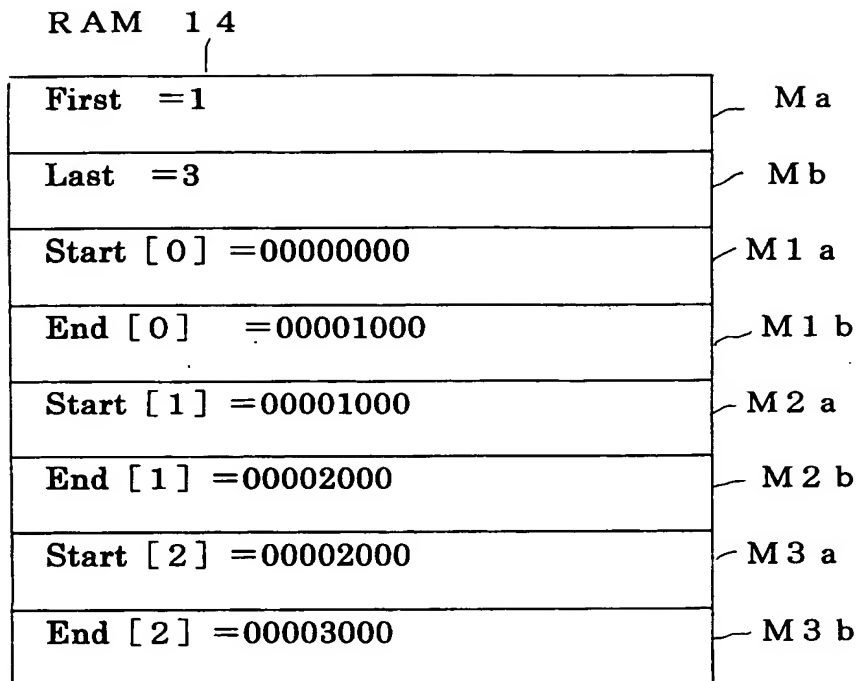 RAM 14
First =1 Ma
Last =3 Mb
Start [0] =00000000 M1a
End [0] =00001000 M1b
Start [1] =00001000 M2a
End [1] =00002000 M2b
Start [2] =00002000 M3a
End [2] =00003000 M3b